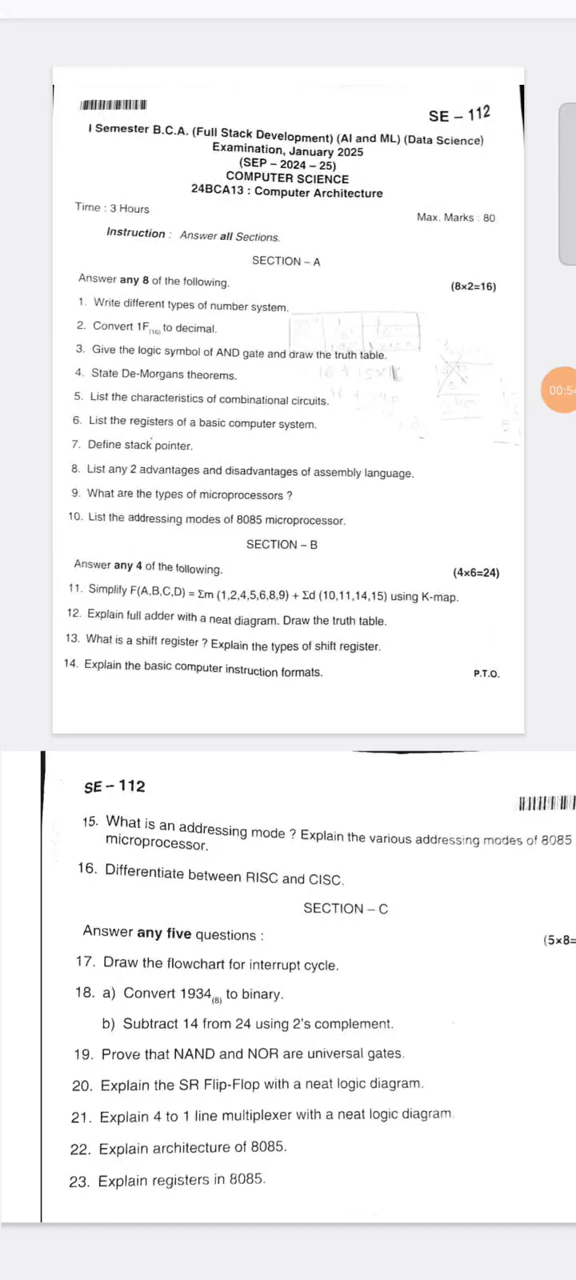 SE – 112
I Semester B.C.A. (Full Stack Development) (AI and ML) (Data Science)
Examination, January 2025
(SEP – 2024 – 25)
COMPUTER SCIENCE
24BCA13 : Computer Architecture
Time : 3 Hours
Max. Marks : 80
Instruction : Answer all Sections.
SECTION – A
Answer any 8 of the following.
(8×2=16)
1. Write different types of number system.
2. Convert 1F(16) to decimal.
3. Give the logic symbol of AND gate and draw the truth table.
4. State De-Morgans theorems.
5. List the characteristics of combinational circuits.
6. List the registers of a basic computer system.
7. Define stack pointer.
8. List any 2 advantages and disadvantages of assembly language.
9. What are the types of microprocessors ?
10. List the addressing modes of 8085 microprocessor.
00:54
SECTION – B
Answer any 4 of the following.
(4×6=24)
11. Simplify F(A,B,C,D) = Σm (1,2,4,5,6,8,9) + Σd (10,11,14,15) using K-map.
12. Explain full adder with a neat diagram. Draw the truth table.
13. What is a shift register ? Explain the types of shift register.
14. Explain the basic computer instruction formats.
P.T.O.
SE – 112
15. What is an addressing mode ? Explain the various addressing modes of 8085
microprocessor.
16. Differentiate between RISC and CISC.
SECTION – C
Answer any five questions :
(5×8=
17. Draw the flowchart for interrupt cycle.
18. a) Convert 1934(8) to binary.
b) Subtract 14 from 24 using 2's complement.
19. Prove that NAND and NOR are universal gates.
20. Explain the SR Flip-Flop with a neat logic diagram.
21. Explain 4 to 1 line multiplexer with a neat logic diagram.
22. Explain architecture of 8085.
23. Explain registers in 8085.